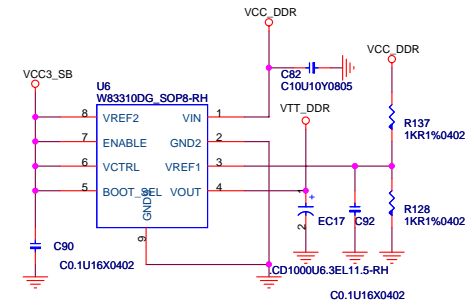 VCC_DDR
VCC3_SB
VCC_DDR
C82
C10U10Y0805
U6
W83310DG_SOP8-RH
VTT_DDR
8 VREF2 VIN 1
7 ENABLE GND2 2
6 VCTRL VREF1 3
5 BOOT_SEL VOUT 4
GND1
9
R137
1KR1%0402
R128
1KR1%0402
1
+
2
EC17
C92
C90
.CD1000U6.3EL11.5-RH
C0.1U16X0402
C0.1U16X0402